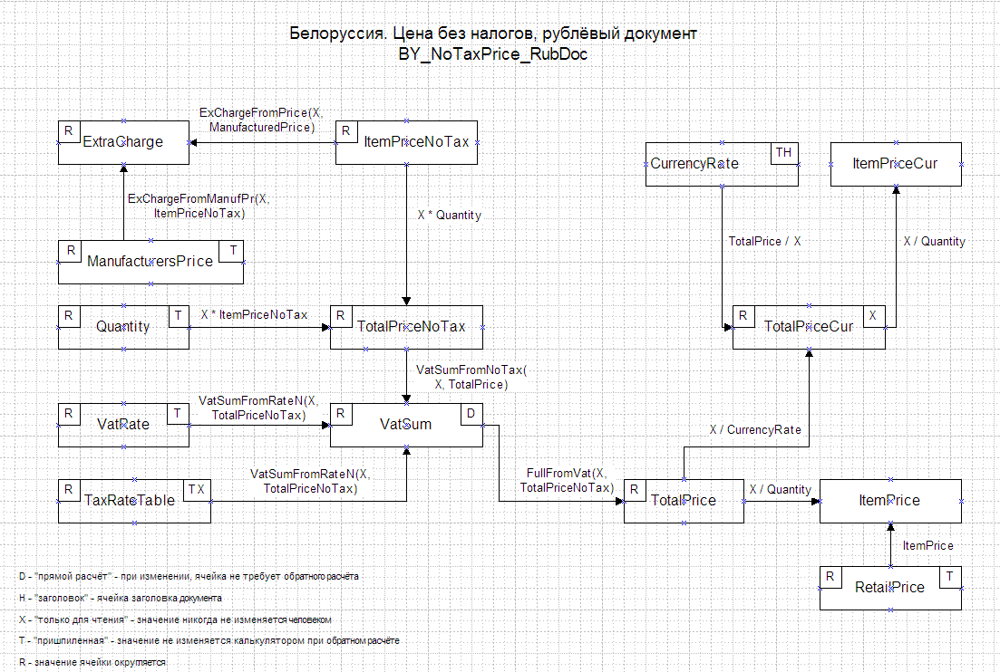 Белоруссия. Цена без налогов, рублёвый документ
BY_NoTaxPrice_RubDoc
ExChargeFromPrice(X,
ManufacturedPrice)
R
ExtraCharge
R
ItemPriceNoTax
CurrencyRate
TH
ItemPriceCur
ExChargeFromManufPr(X,
ItemPriceNoTax)
X * Quantity
TotalPrice / X
X / Quantity
R
ManufacturersPrice
T
R
Quantity
T
X * ItemPriceNoTax
R
TotalPriceNoTax
R
TotalPriceCur
X
VatSumFromNoTax(
X, TotalPrice)
R
VatRate
T
VatSumFromRateN(X,
TotalPriceNoTax)
R
VatSum
D
X / CurrencyRate
R
TaxRateTable
TX
VatSumFromRateN(X,
TotalPriceNoTax)
FullFromVat(X,
TotalPriceNoTax)
R
TotalPrice
X / Quantity
ItemPrice
ItemPrice
R
RetailPrice
T
D - "прямой расчёт" - при изменении, ячейка не требует обратного расчёта
H - "заголовок" - ячейка заголовка документа
X - "только для чтения" - значение никогда не изменяется человеком
T - "пришпиленная" - значение не изменяется калькулятором при обратном расчёте
R - значение ячейки округляется